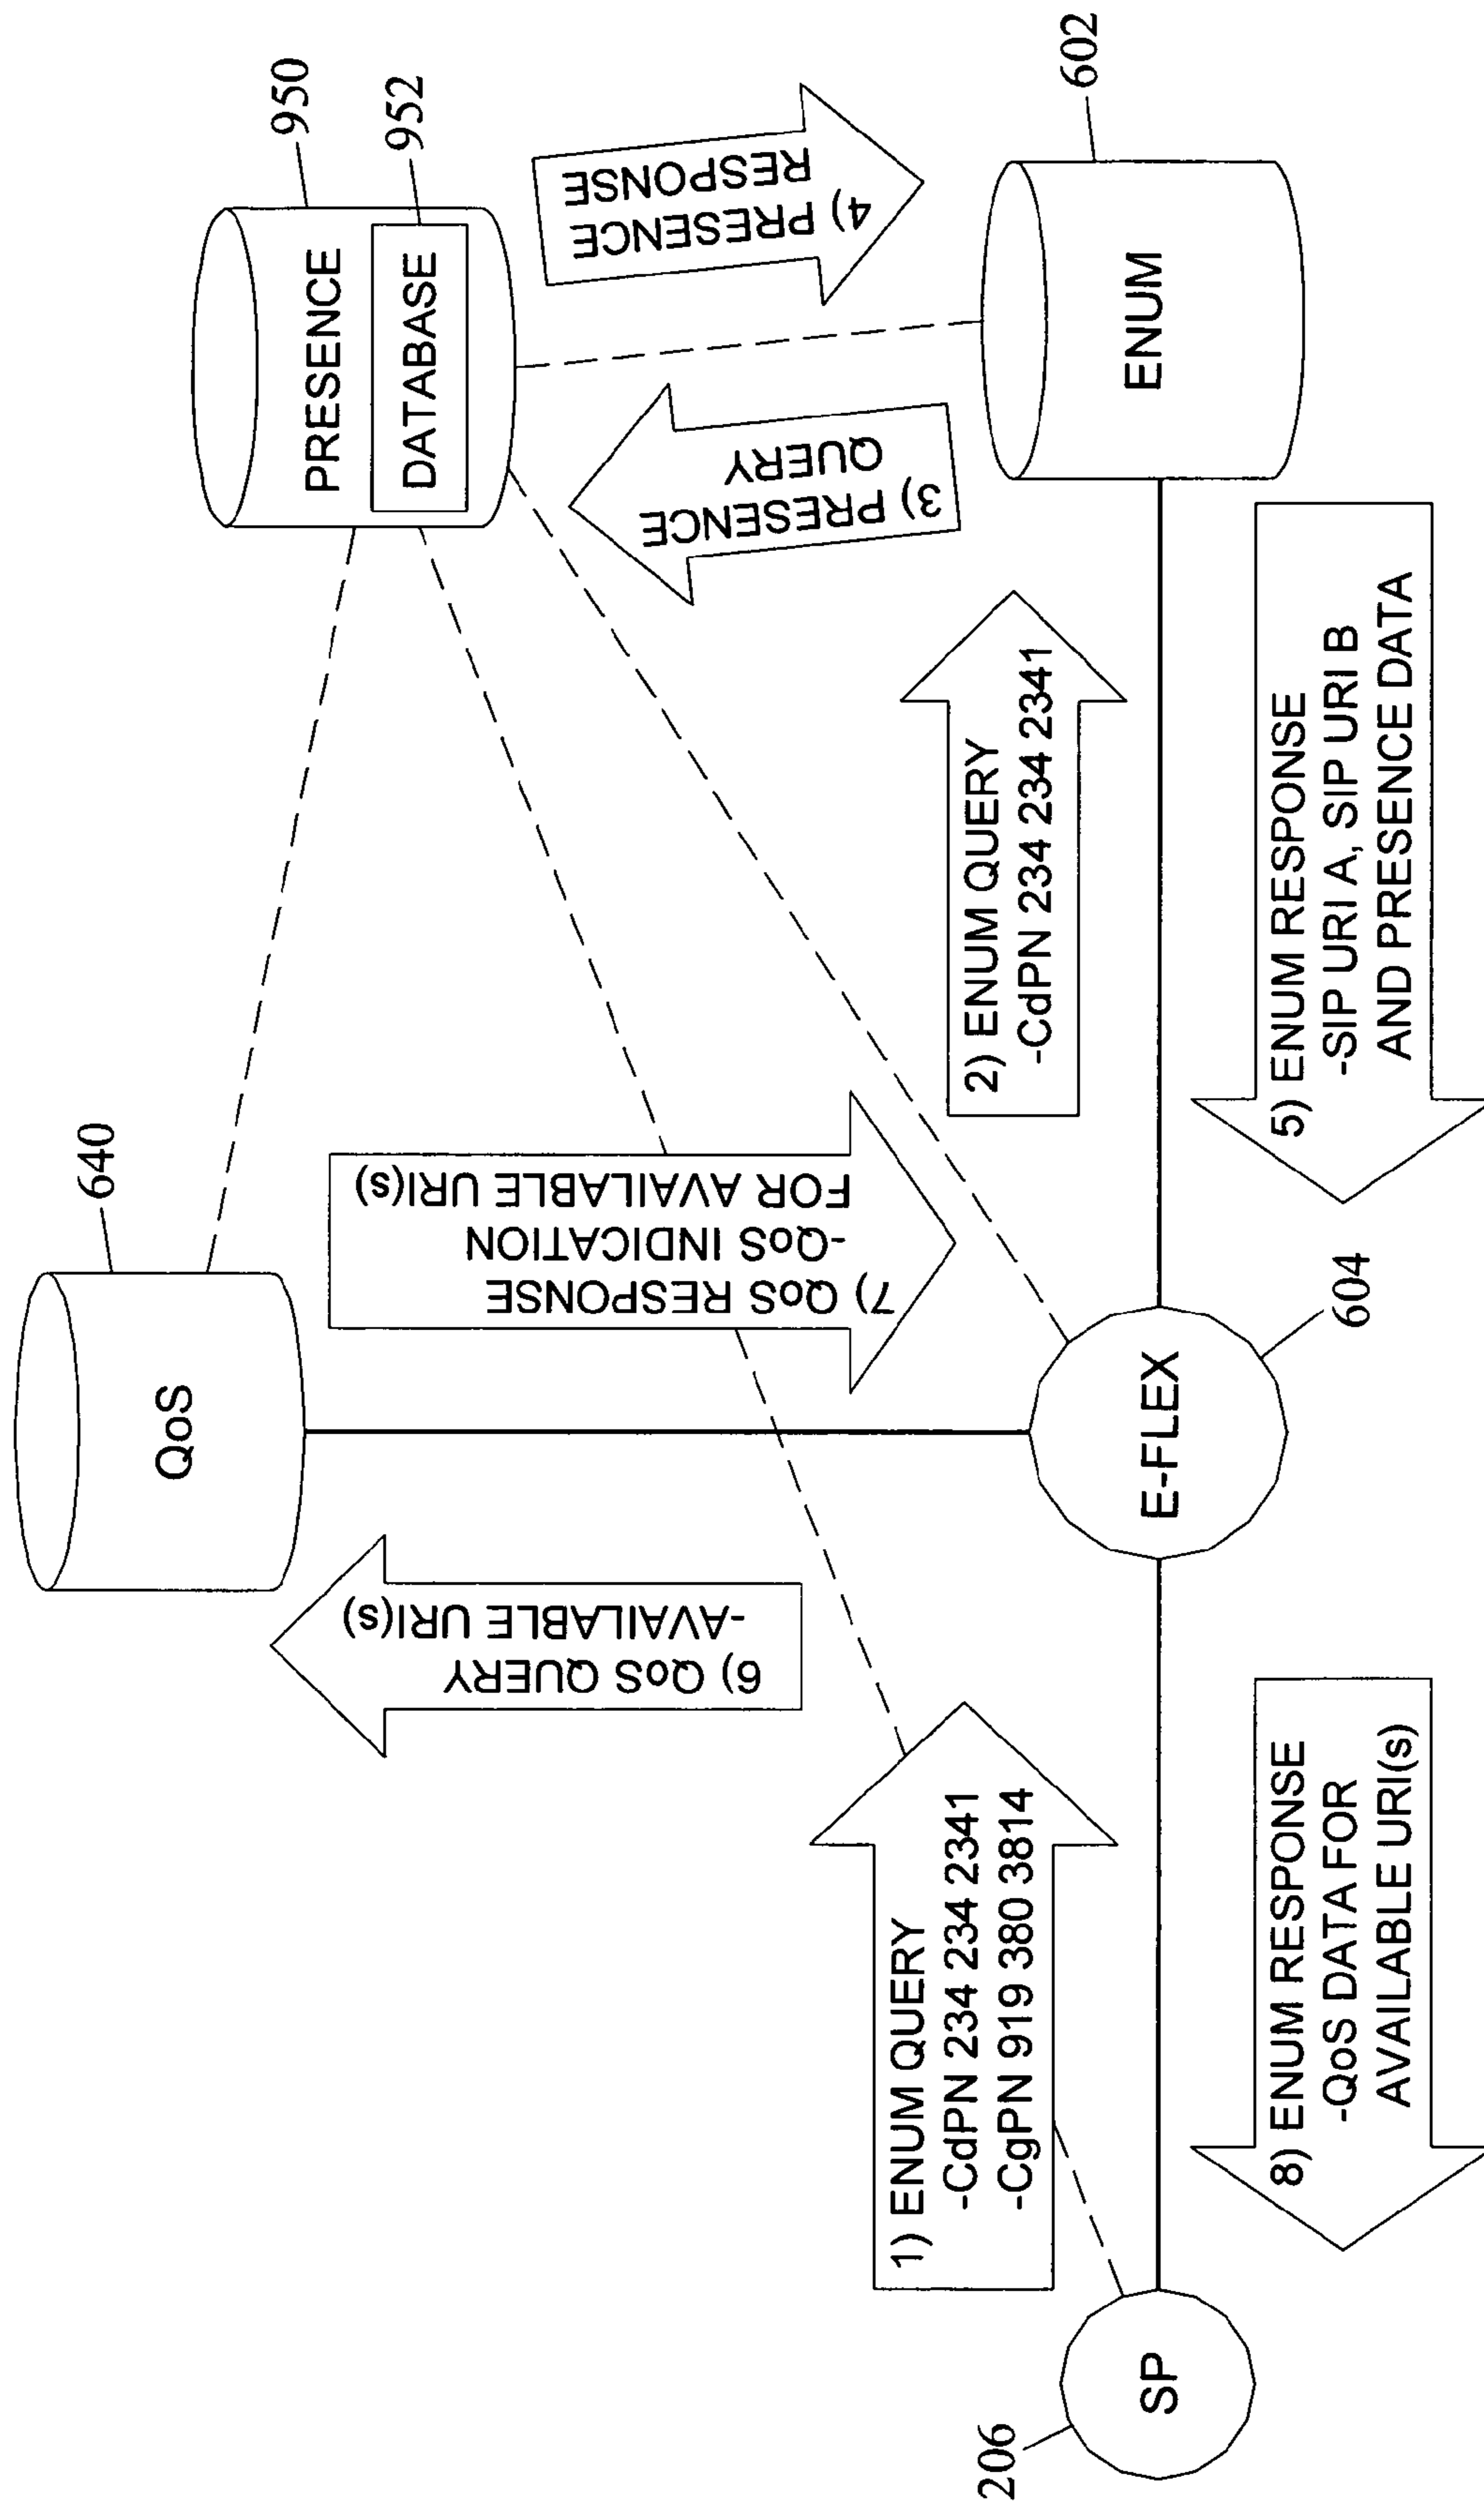 640
QoS
950
PRESENCE
952
DATABASE
6) QoS QUERY
-AVAILABLE URI(s)
7) QoS RESPONSE
-QoS INDICATION
FOR AVAILABLE URI(s)
3) PRESENCE
QUERY
4) PRESENCE
RESPONSE
1) ENUM QUERY
-CdPN 234 234 2341
-CgPN 919 380 3814
2) ENUM QUERY
-CdPN 234 234 2341
206
SP
E-FLEX
604
ENUM
602
8) ENUM RESPONSE
-QoS DATA FOR
AVAILABLE URI(s)
5) ENUM RESPONSE
-SIP URI A, SIP URI B
AND PRESENCE DATA